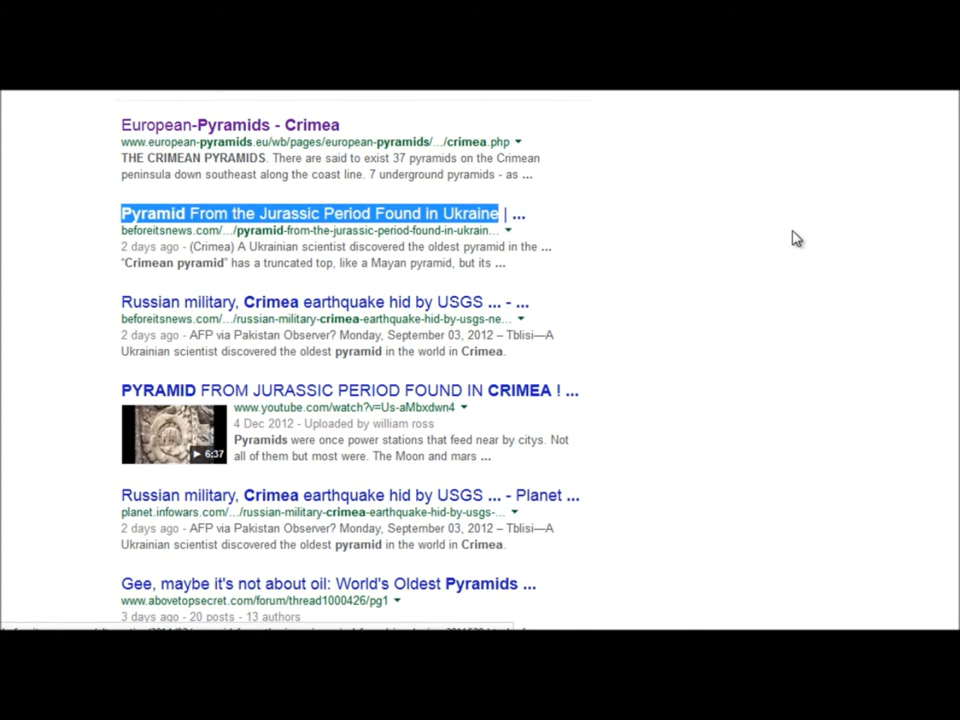 European-Pyramids - Crimea
www.european-pyramids.eu/wb/pages/european-pyramids/.../crimea.php
THE CRIMEAN PYRAMIDS. There are said to exist 37 pyramids on the Crimean
peninsula down southeast along the coast line. 7 underground pyramids - as ...
Pyramid From the Jurassic Period Found in Ukraine | ...
beforeitsnews.com/.../pyramid-from-the-jurassic-period-found-in-ukrain...
2 days ago - (Crimea) A Ukrainian scientist discovered the oldest pyramid in the ...
"Crimean pyramid" has a truncated top, like a Mayan pyramid, but its ...
Russian military, Crimea earthquake hid by USGS ... - ...
beforeitsnews.com/.../russian-military-crimea-earthquake-hid-by-usgs-ne...
2 days ago - AFP via Pakistan Observer? Monday, September 03, 2012 – Tblisi—A
Ukrainian scientist discovered the oldest pyramid in the world in Crimea.
PYRAMID FROM JURASSIC PERIOD FOUND IN CRIMEA ! ...
www.youtube.com/watch?v=Us-aMbxdwn4
4 Dec 2012 - Uploaded by william ross
Pyramids were once power stations that feed near by citys. Not
all of them but most were. The Moon and mars ...
6:37
Russian military, Crimea earthquake hid by USGS ... - Planet ...
planet.infowars.com/.../russian-military-crimea-earthquake-hid-by-usgs-...
2 days ago - AFP via Pakistan Observer? Monday, September 03, 2012 – Tblisi—A
Ukrainian scientist discovered the oldest pyramid in the world in Crimea.
Gee, maybe it's not about oil: World's Oldest Pyramids ...
www.abovetopsecret.com/forum/thread1000426/pg1
3 days ago - 20 posts - 13 authors